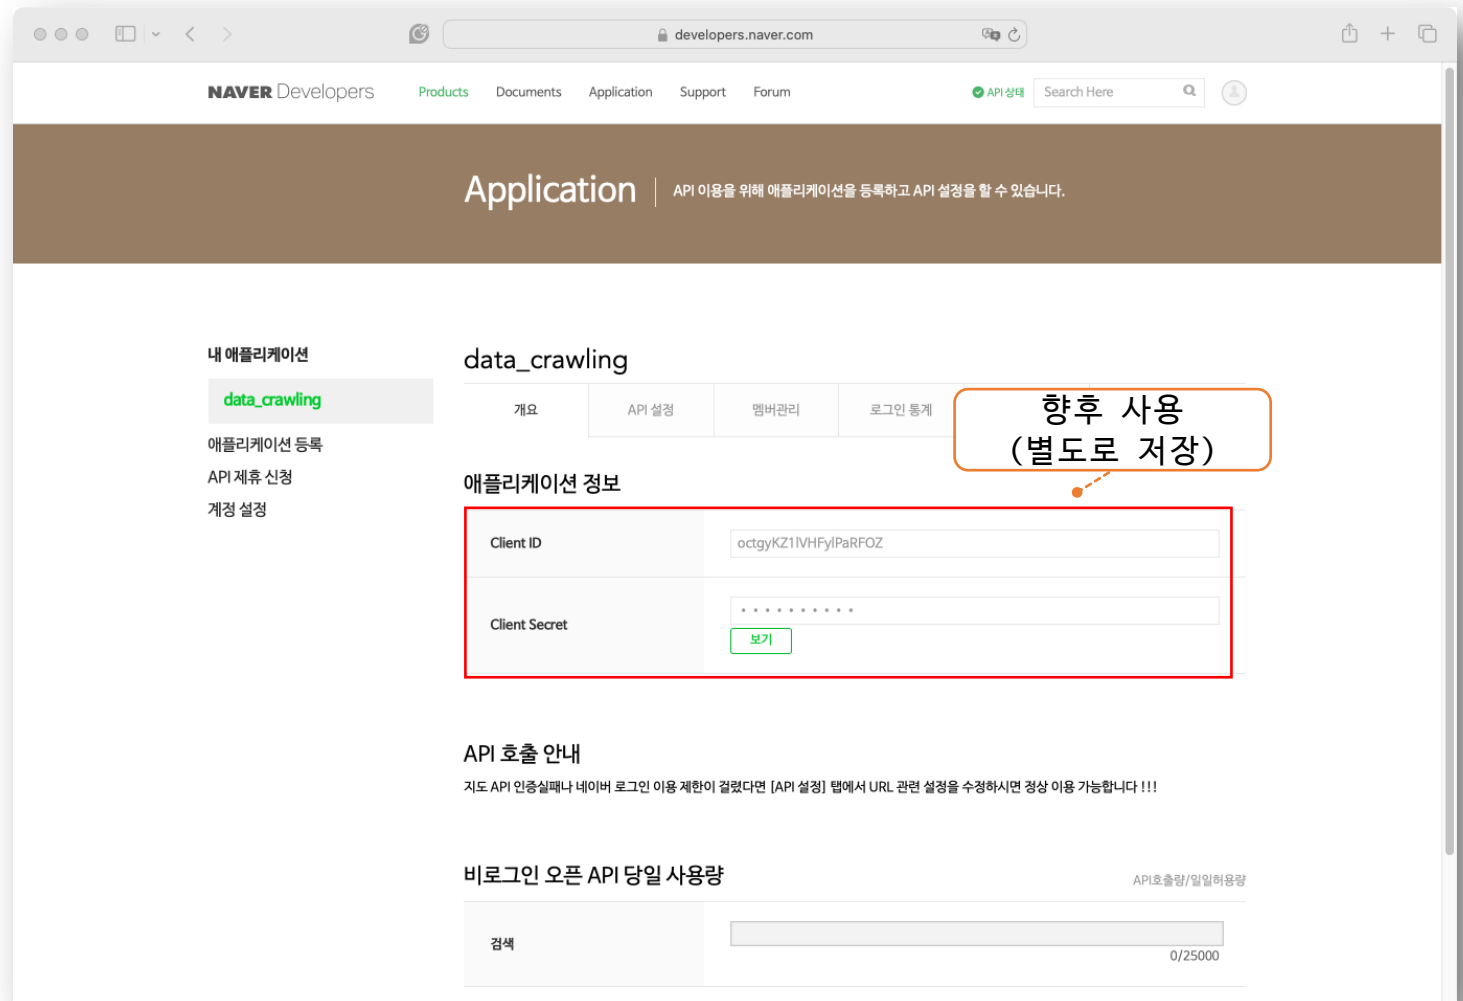 developers.naver.com
NAVER Developers
Products
Documents
Application
Support
Forum
API 상태
Search Here
Application
API 이용을 위해 애플리케이션을 등록하고 API 설정을 할 수 있습니다.
내 애플리케이션
data_crawling
애플리케이션 등록
API 제휴 신청
계정 설정
data_crawling
개요
API 설정
멤버관리
로그인 통계
향후 사용
(별도로 저장)
애플리케이션 정보
Client ID
octgyKZ1lVHFylPaRFOZ
Client Secret
• • • • • • • • • •
보기
API 호출 안내
지도 API 인증실패나 네이버 로그인 이용 제한이 걸렸다면 [API 설정] 탭에서 URL 관련 설정을 수정하시면 정상 이용 가능합니다 !!!
비로그인 오픈 API 당일 사용량
API호출량/일일허용량
검색
0/25000